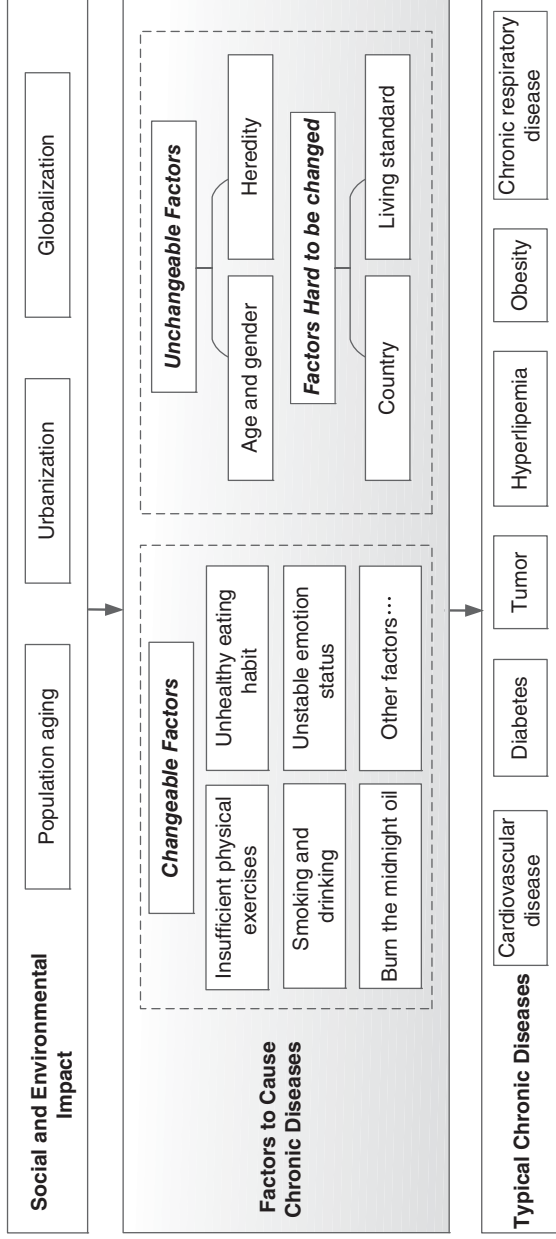 Social and Environmental
Impact
Population aging
Urbanization
Globalization
Factors to Cause
Chronic Diseases
Changeable Factors
Insufficient physical
exercises
Unhealthy eating
habit
Smoking and
drinking
Unstable emotion
status
Burn the midnight oil
Other factors…
Unchangeable Factors
Age and gender
Heredity
Factors Hard to be changed
Country
Living standard
Typical Chronic Diseases
Cardiovascular
disease
Diabetes
Tumor
Hyperlipemia
Obesity
Chronic respiratory
disease